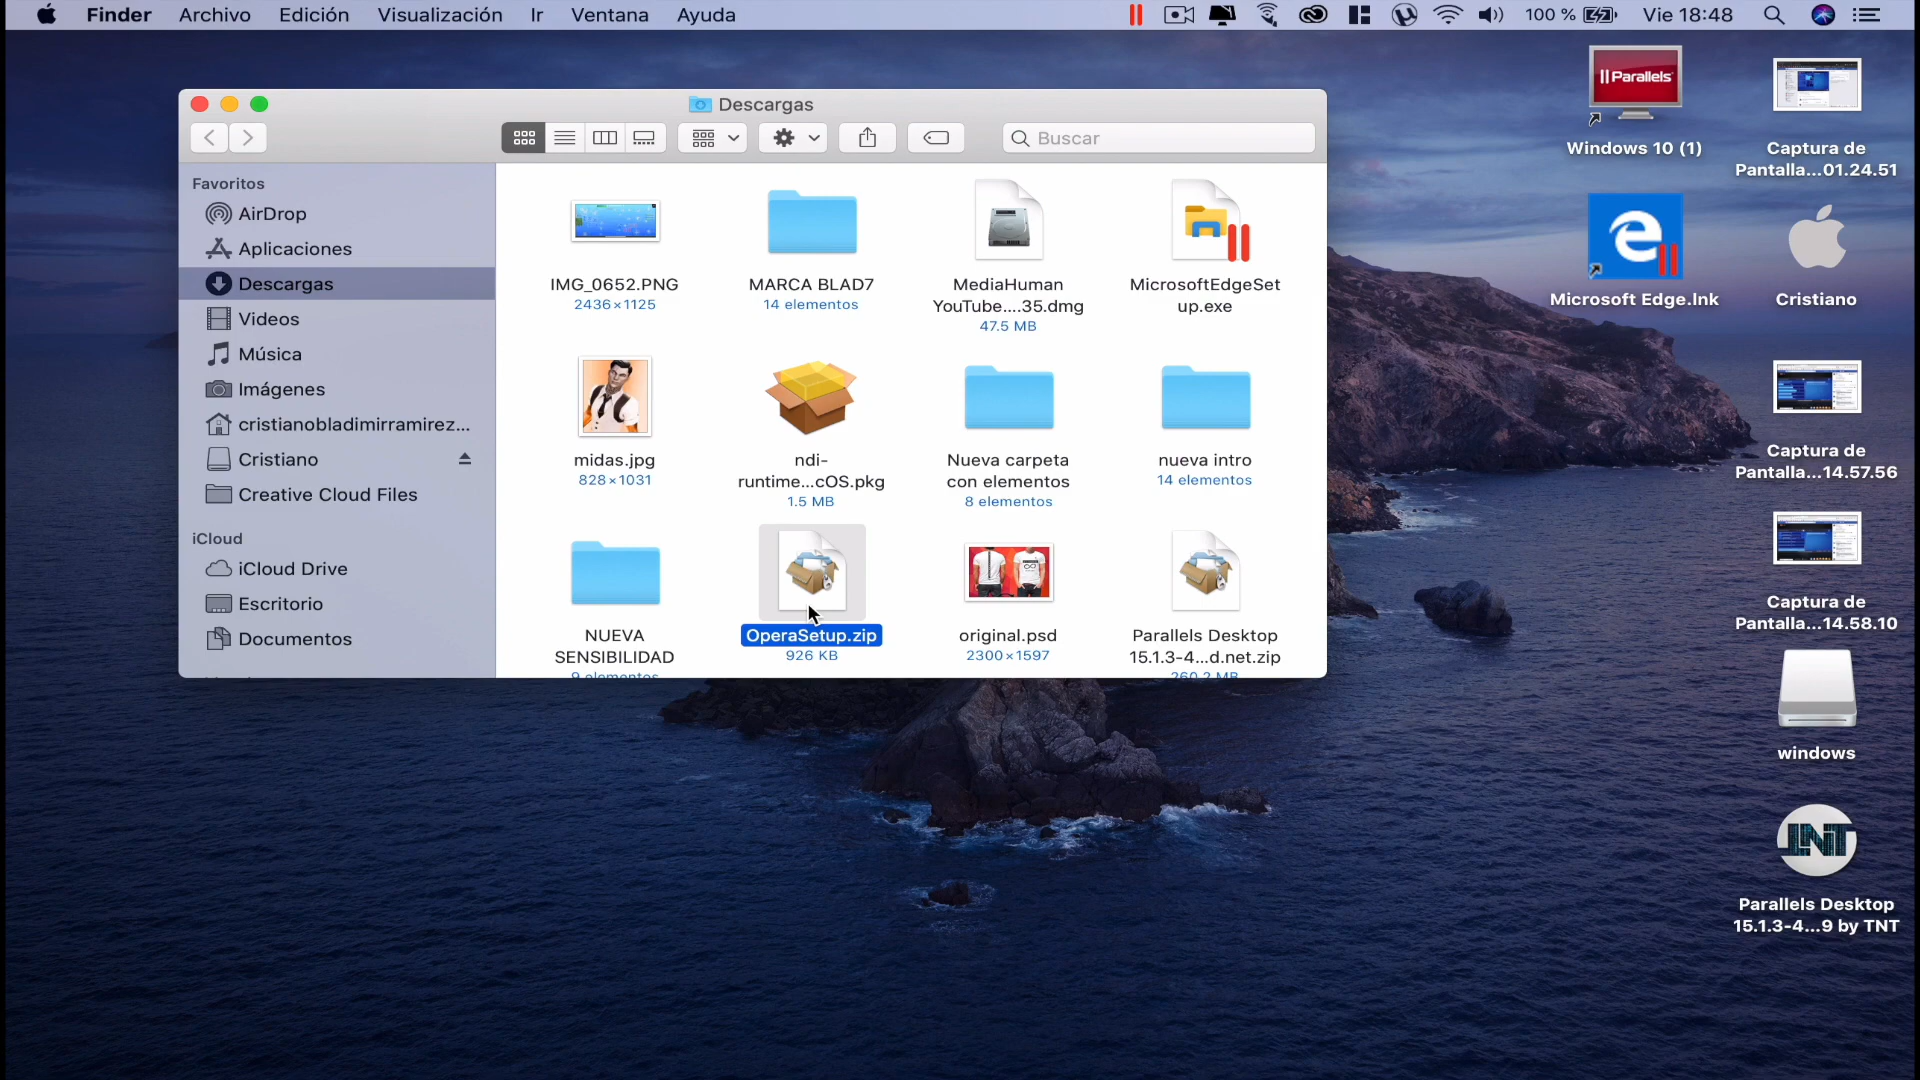 Finder Archivo Edición Visualización Ir Ventana Ayuda 100 % Vie 18:48
Descargas
Buscar
Favoritos
AirDrop
Aplicaciones
Descargas
Videos
Música
Imágenes
cristianobladimirramirez...
Cristiano
Creative Cloud Files
iCloud
iCloud Drive
Escritorio
Documentos
IMG_0652.PNG
2436×1125
MARCA BLAD7
14 elementos
MediaHuman
YouTube....35.dmg
47.5 MB
MicrosoftEdgeSet
up.exe
midas.jpg
828×1031
ndi-
runtime...cOS.pkg
1.5 MB
Nueva carpeta
con elementos
8 elementos
nueva intro
14 elementos
NUEVA
SENSIBILIDAD
9 elementos
OperaSetup.zip
926 KB
original.psd
2300×1597
Parallels Desktop
15.1.3-4...d.net.zip
260.2 MB
Parallels
Windows 10 (1)
Microsoft Edge.lnk
Captura de
Pantalla...01.24.51
Cristiano
Captura de
Pantalla...14.57.56
Captura de
Pantalla...14.58.10
windows
TNT
Parallels Desktop
15.1.3-4...9 by TNT